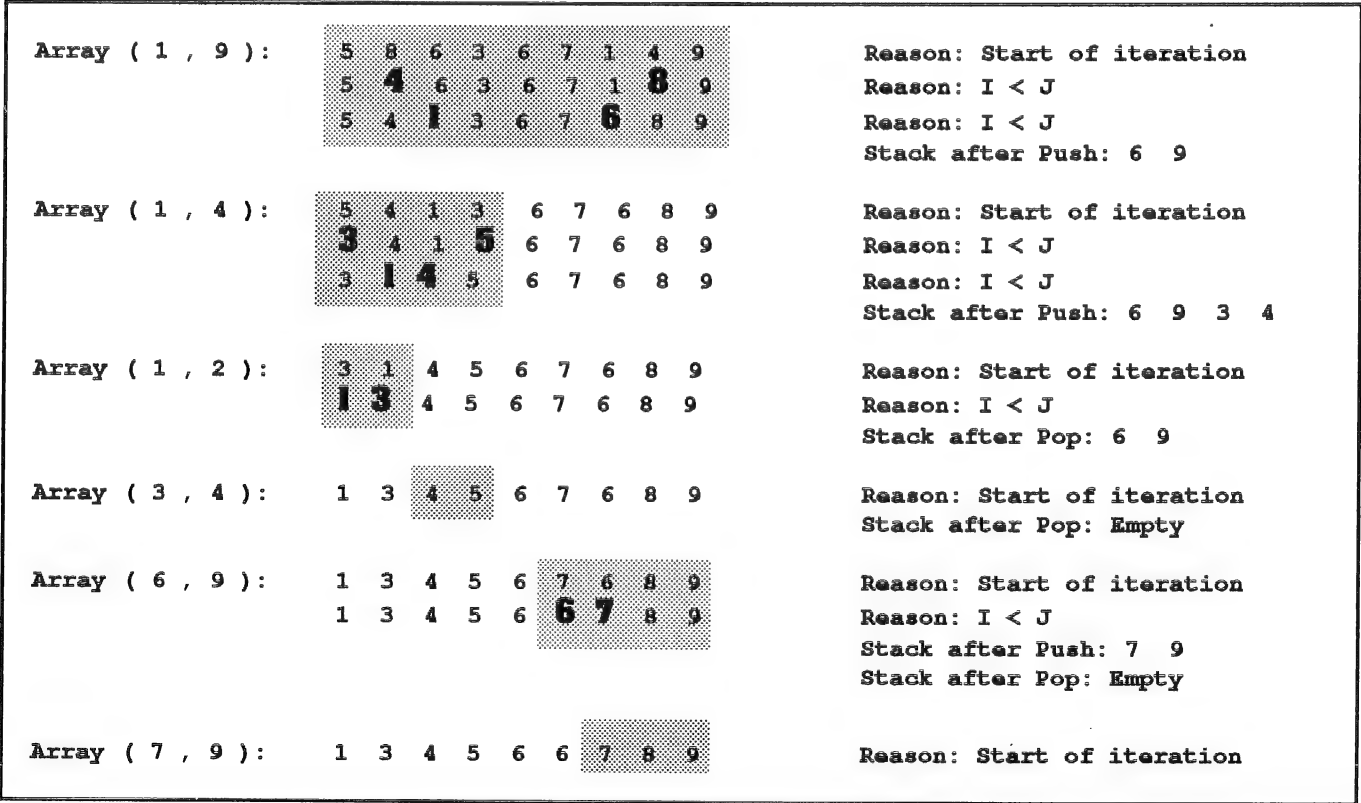 Array ( 1 , 9 ): 5 8 6 3 6 7 1 4 9 Reason: Start of iteration
5 4 6 3 6 7 1 8 9 Reason: I < J
5 4 1 3 6 7 6 8 9 Reason: I < J
Stack after Push: 6 9
Array ( 1 , 4 ): 5 4 1 3 6 7 6 8 9 Reason: Start of iteration
3 4 1 5 6 7 6 8 9 Reason: I < J
3 1 4 5 6 7 6 8 9 Reason: I < J
Stack after Push: 6 9 3 4
Array ( 1 , 2 ): 3 1 4 5 6 7 6 8 9 Reason: Start of iteration
1 3 4 5 6 7 6 8 9 Reason: I < J
Stack after Pop: 6 9
Array ( 3 , 4 ): 1 3 4 5 6 7 6 8 9 Reason: Start of iteration
Stack after Pop: Empty
Array ( 6 , 9 ): 1 3 4 5 6 7 6 8 9 Reason: Start of iteration
1 3 4 5 6 6 7 8 9 Reason: I < J
Stack after Push: 7 9
Stack after Pop: Empty
Array ( 7 , 9 ): 1 3 4 5 6 6 7 8 9 Reason: Start of iteration